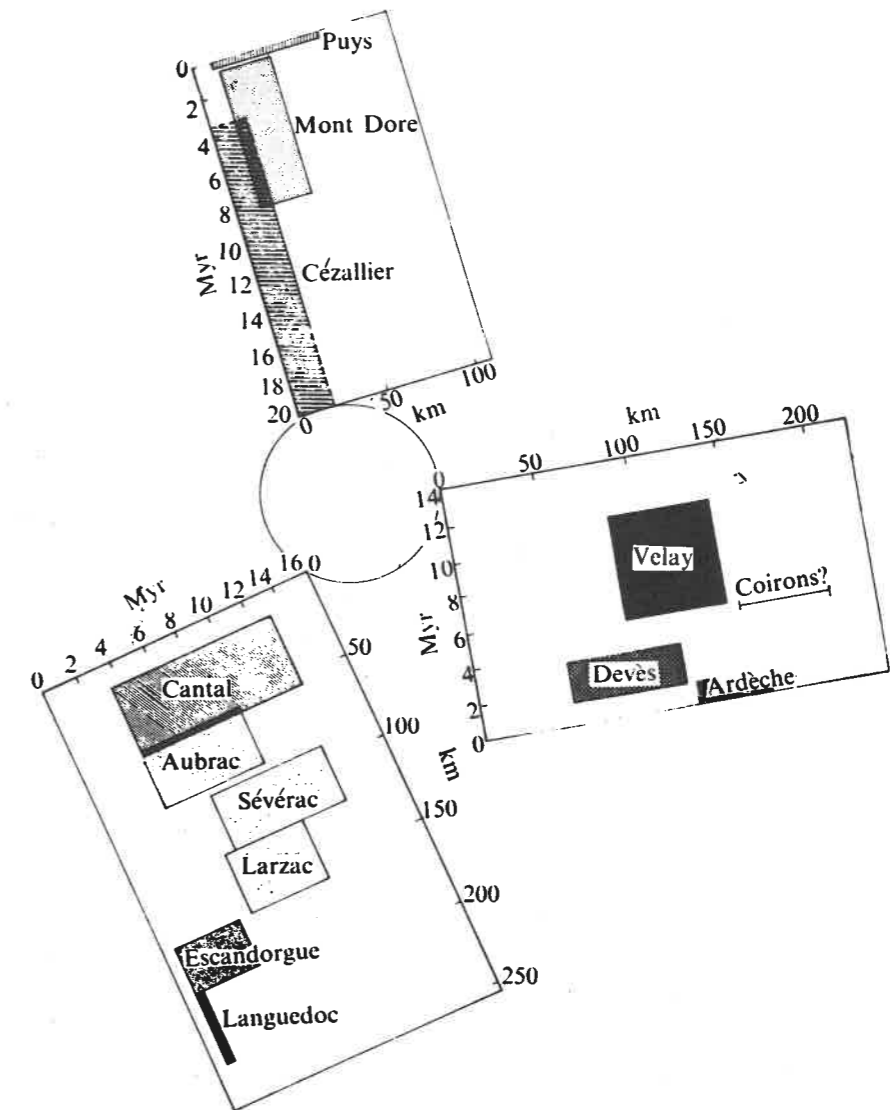 Puys
0
2
Mont Dore
4
6
8
10
Myr
Cézallier
12
14
16
18
20
0
50
km
100
km
0
50
100
150
200
14
12
10
8
6
4
2
0
Myr
Velay
Coirons?
Devès
Ardèche
Myr
0
2
4
6
8
10
12
14
16
0
50
100
km
150
200
250
Cantal
Aubrac
Sévérac
Larzac
Escandorgue
Languedoc